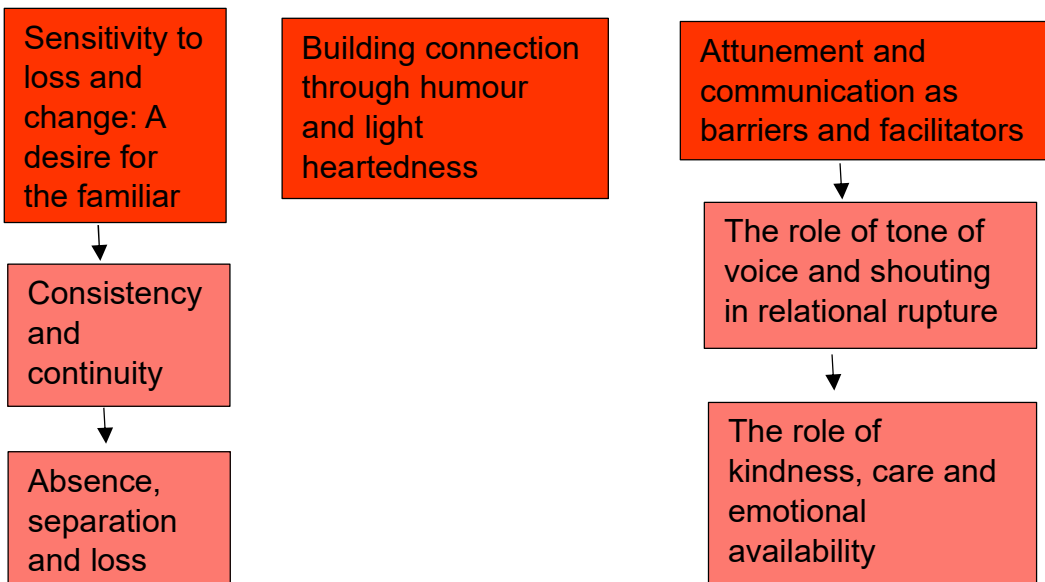 Sensitivity to
loss and
change: A
desire for
the familiar
Consistency
and
continuity
Absence,
separation
and loss
Building connection
through humour
and light
heartedness
Attunement and
communication as
barriers and facilitators
The role of tone of
voice and shouting
in relational rupture
The role of
kindness, care and
emotional
availability